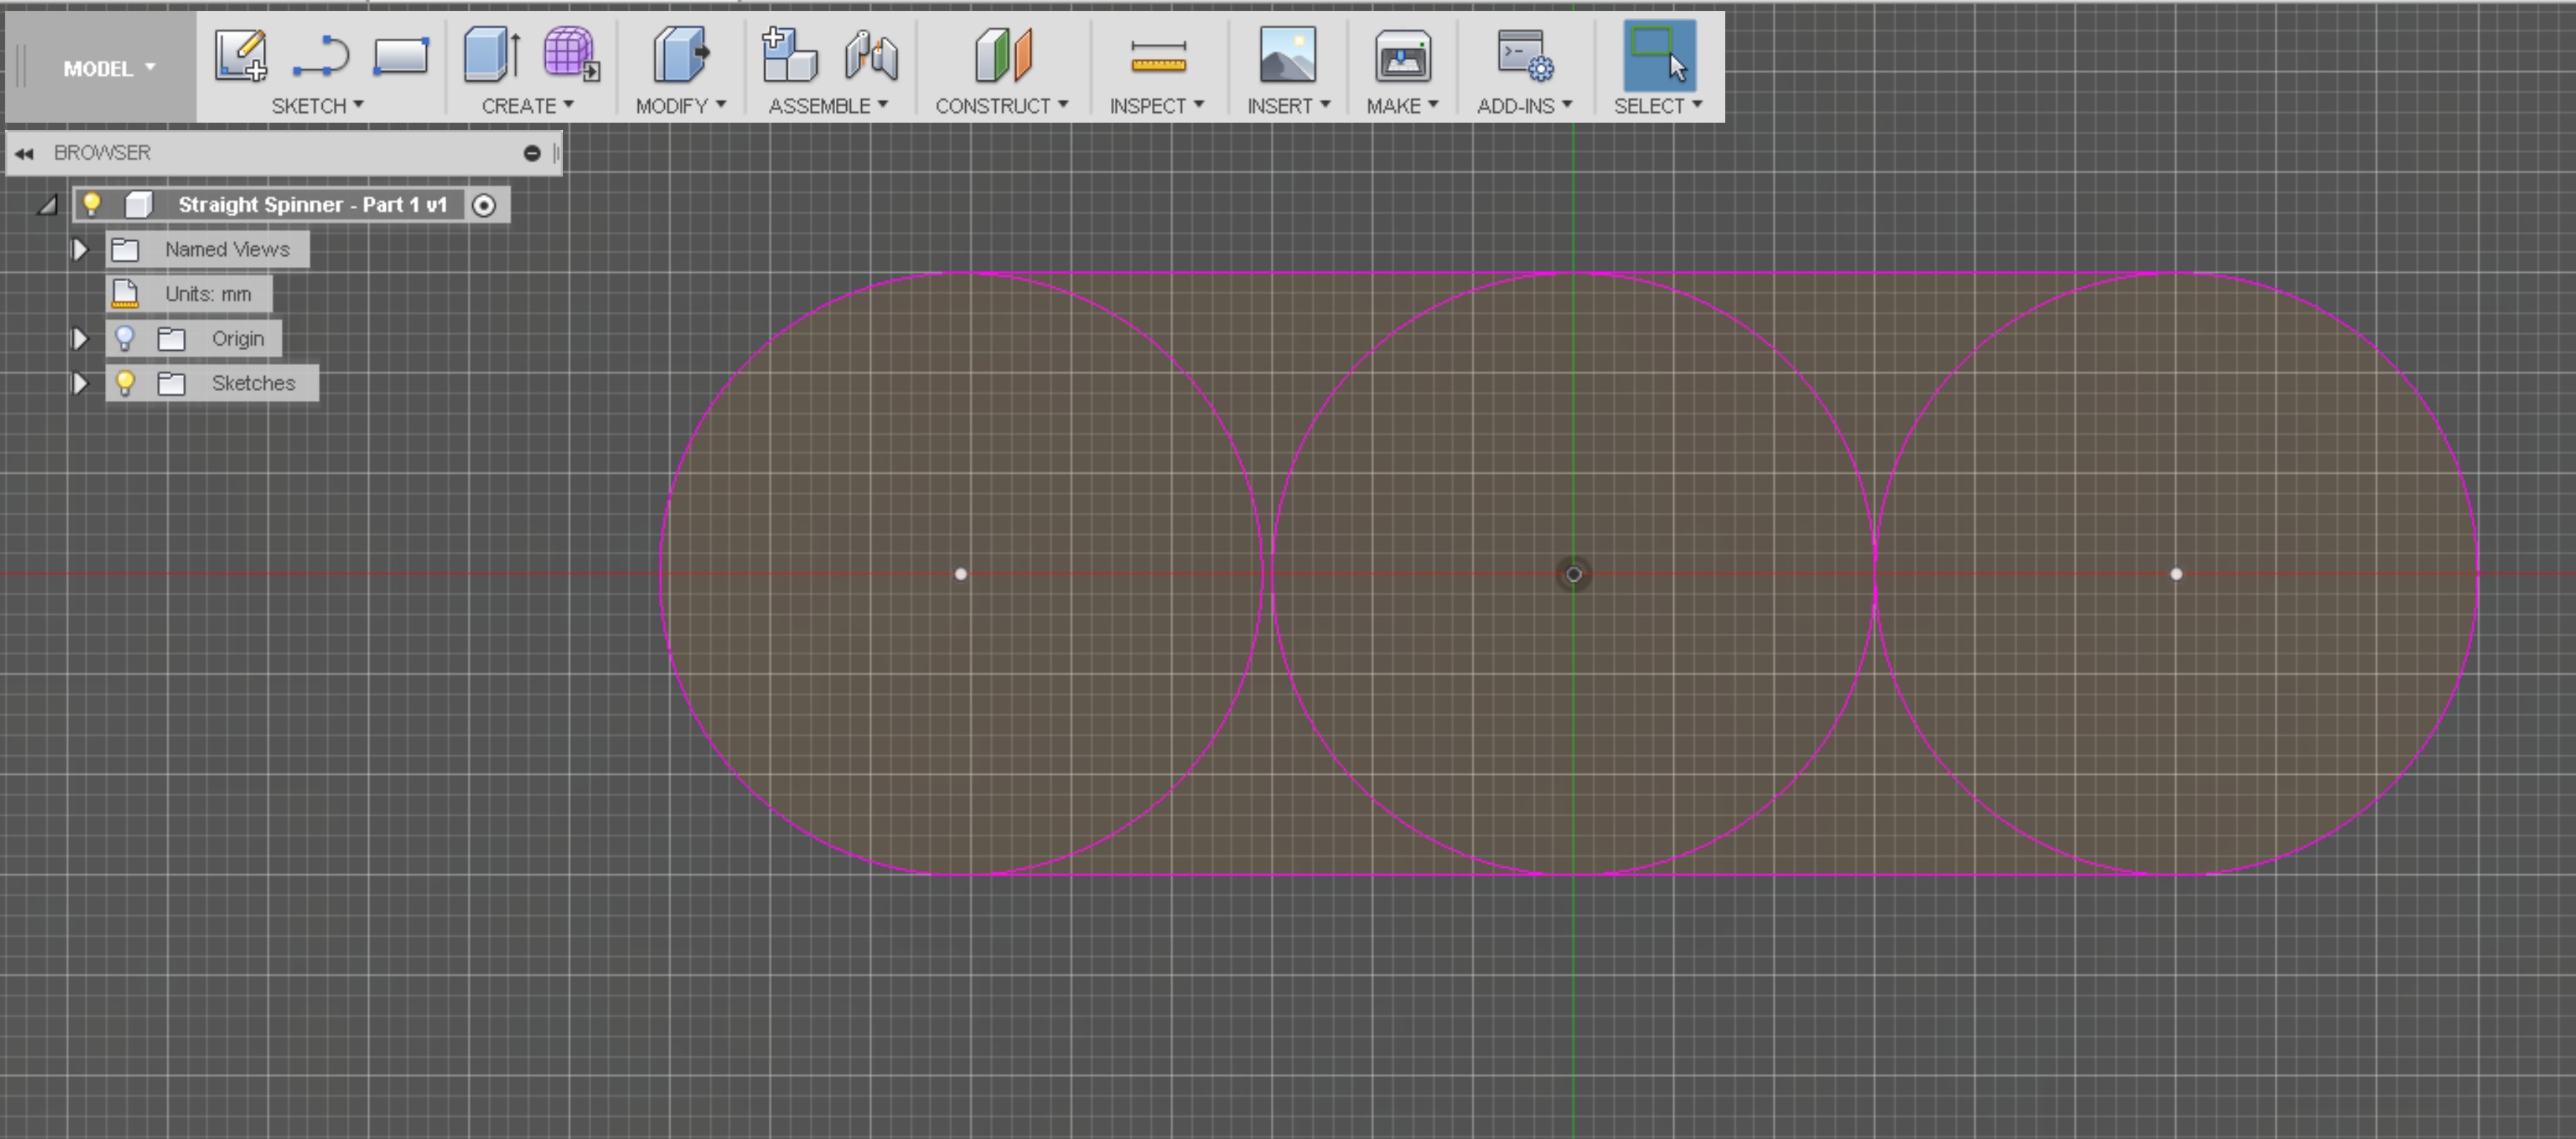 MODEL
SKETCH CREATE MODIFY ASSEMBLE CONSTRUCT INSPECT INSERT MAKE ADD-INS SELECT
BROWSER
Straight Spinner - Part 1 v1
Named Views
Units: mm
Origin
Sketches